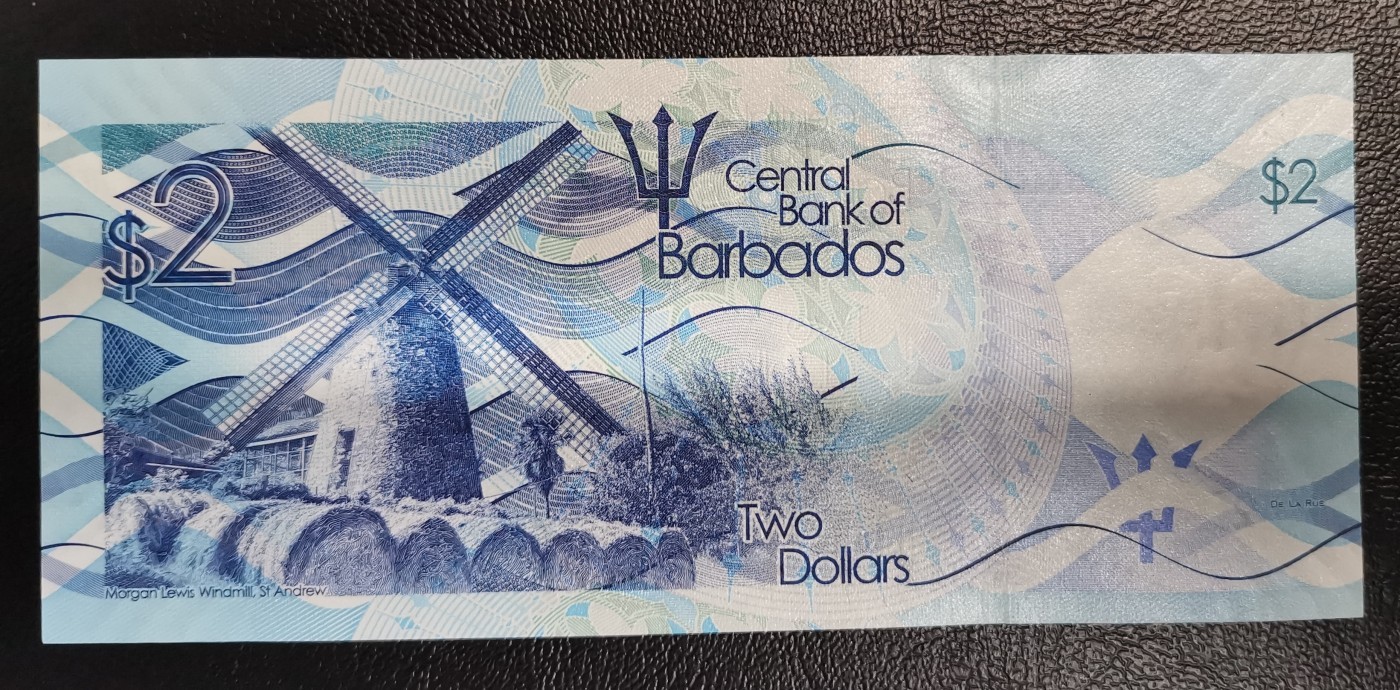 $2
Central
Bank of
Barbados
$2
Two
Dollars
De La Rue
Morgan Lewis Windmill, St Andrew